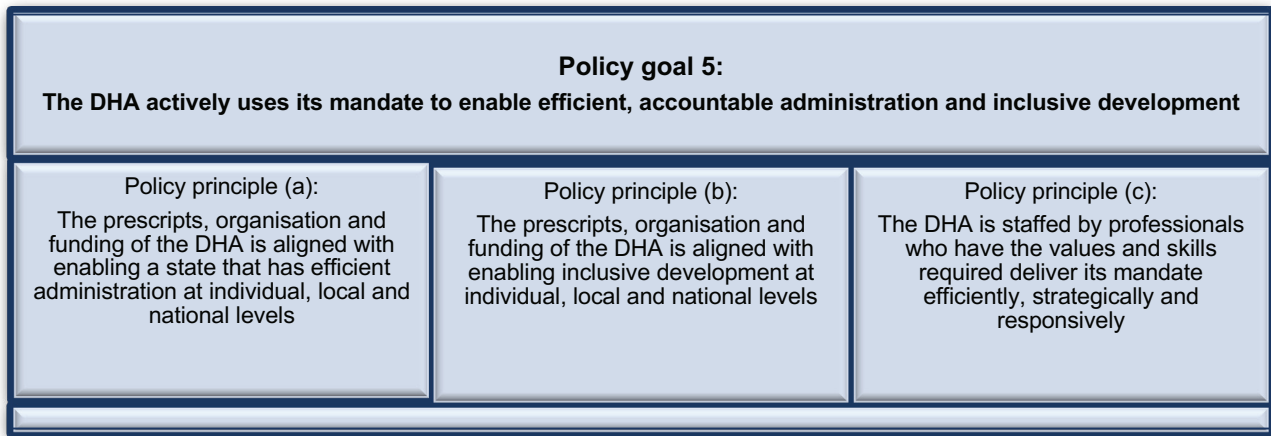 Policy goal 5:
The DHA actively uses its mandate to enable efficient, accountable administration and inclusive development
Policy principle (a):
The prescripts, organisation and
funding of the DHA is aligned with
enabling a state that has efficient
administration at individual, local and
national levels
Policy principle (b):
The prescripts, organisation and
funding of the DHA is aligned with
enabling inclusive development at
individual, local and national levels
Policy principle (c):
The DHA is staffed by professionals
who have the values and skills
required deliver its mandate
efficiently, strategically and
responsively